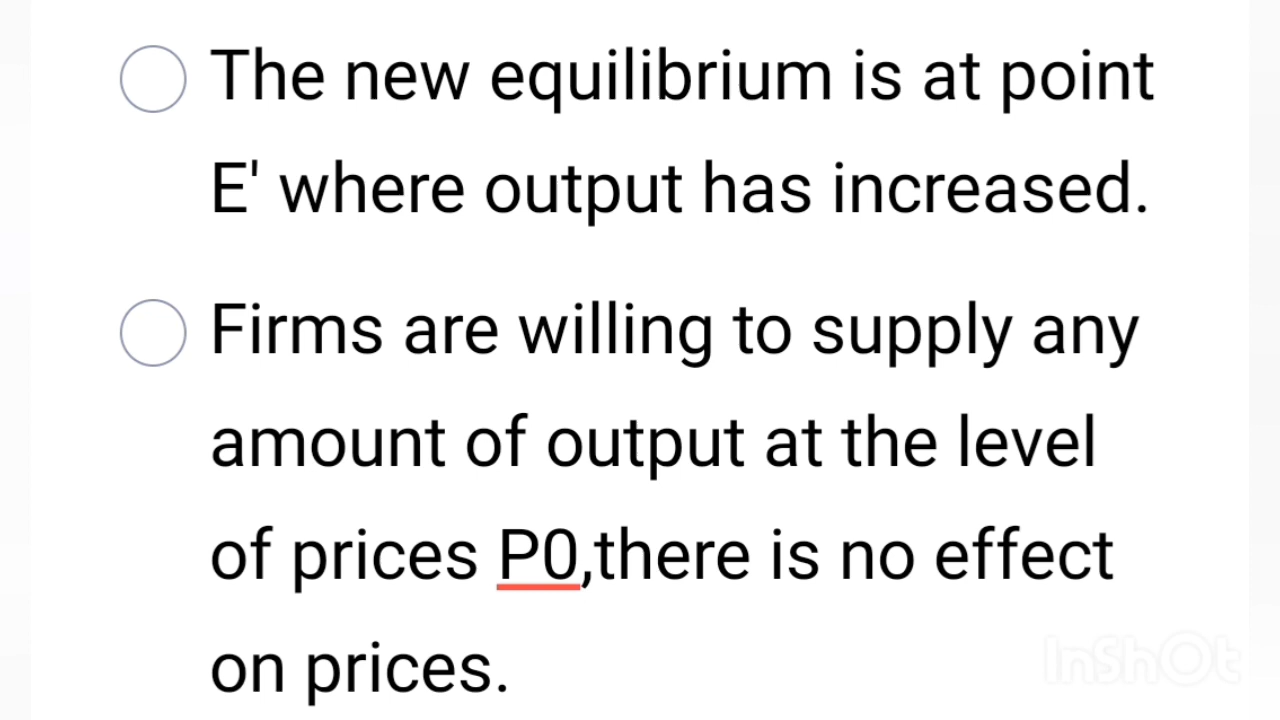 The new equilibrium is at point
E' where output has increased.
Firms are willing to supply any
amount of output at the level
of prices P0,there is no effect
on prices.
InShOt